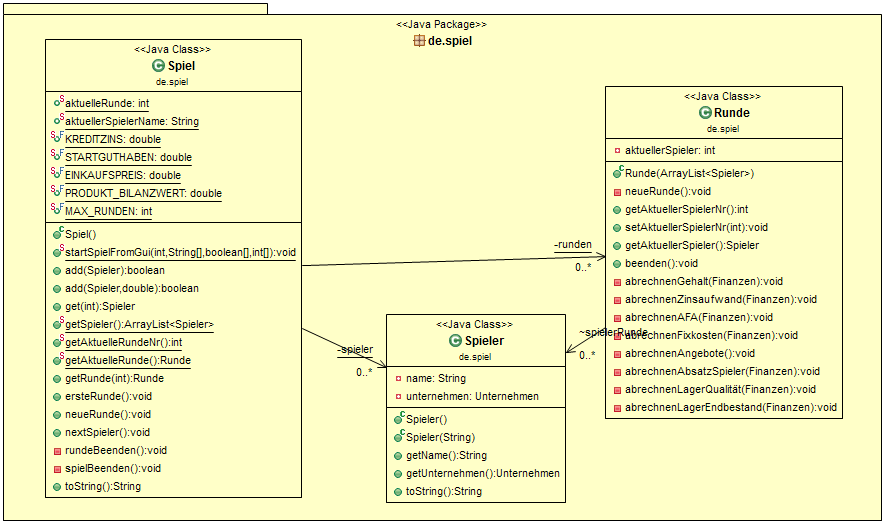 <<Java Package>>
de.spiel
<<Java Class>>
Spiel
de.spiel
aktuelleRunde: int
aktuellerSpielerName: String
KREDITZINS: double
STARTGUTHABEN: double
EINKAUFSPREIS: double
PRODUKT_BILANZWERT: double
MAX_RUNDEN: int
Spiel()
startSpielFromGui(int,String[],boolean[],int[]):void
add(Spieler):boolean
add(Spieler,double):boolean
get(int):Spieler
getSpieler():ArrayList<Spieler>
getAktuelleRundeNr():int
getAktuelleRunde():Runde
getRunde(int):Runde
ersteRunde():void
neueRunde():void
nextSpieler():void
rundeBeenden():void
spielBeenden():void
toString():String
-runden
0..*
-spieler
0..*
<<Java Class>>
Spieler
de.spiel
name: String
unternehmen: Unternehmen
Spieler()
Spieler(String)
getName():String
getUnternehmen():Unternehmen
toString():String
~spielerRunde
0..*
<<Java Class>>
Runde
de.spiel
aktuellerSpieler: int
Runde(ArrayList<Spieler>)
neueRunde():void
getAktuellerSpielerNr():int
setAktuellerSpielerNr(int):void
getAktuellerSpieler():Spieler
beenden():void
abrechnenGehalt(Finanzen):void
abrechnenZinsaufwand(Finanzen):void
abrechnenAFA(Finanzen):void
abrechnenFixkosten(Finanzen):void
abrechnenAngebote():void
abrechnenAbsatzSpieler(Finanzen):void
abrechnenLagerQualität(Finanzen):void
abrechnenLagerEndbestand(Finanzen):void